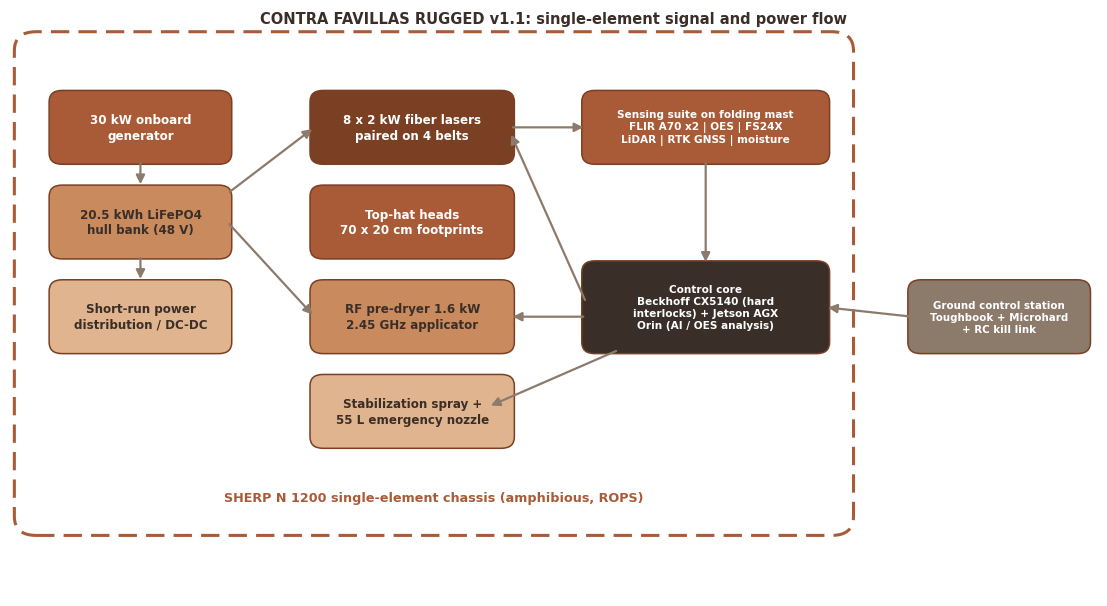 CONTRA FAVILLAS RUGGED v1.1: single-element signal and power flow
30 kW onboard
generator
8 x 2 kW fiber lasers
paired on 4 belts
Sensing suite on folding mast
FLIR A70 x2 | OES | FS24X
LiDAR | RTK GNSS | moisture
20.5 kWh LiFePO4
hull bank (48 V)
Top-hat heads
70 x 20 cm footprints
Short-run power
distribution / DC-DC
RF pre-dryer 1.6 kW
2.45 GHz applicator
Control core
Beckhoff CX5140 (hard
interlocks) + Jetson AGX
Orin (AI / OES analysis)
Ground control station
Toughbook + Microhard
+ RC kill link
Stabilization spray +
55 L emergency nozzle
SHERP N 1200 single-element chassis (amphibious, ROPS)